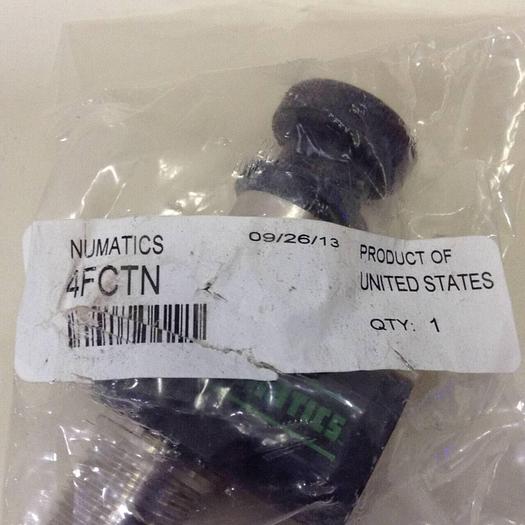 NUMATICS
4FCTN
09/26/13
PRODUCT OF
UNITED STATES
QTY: 1